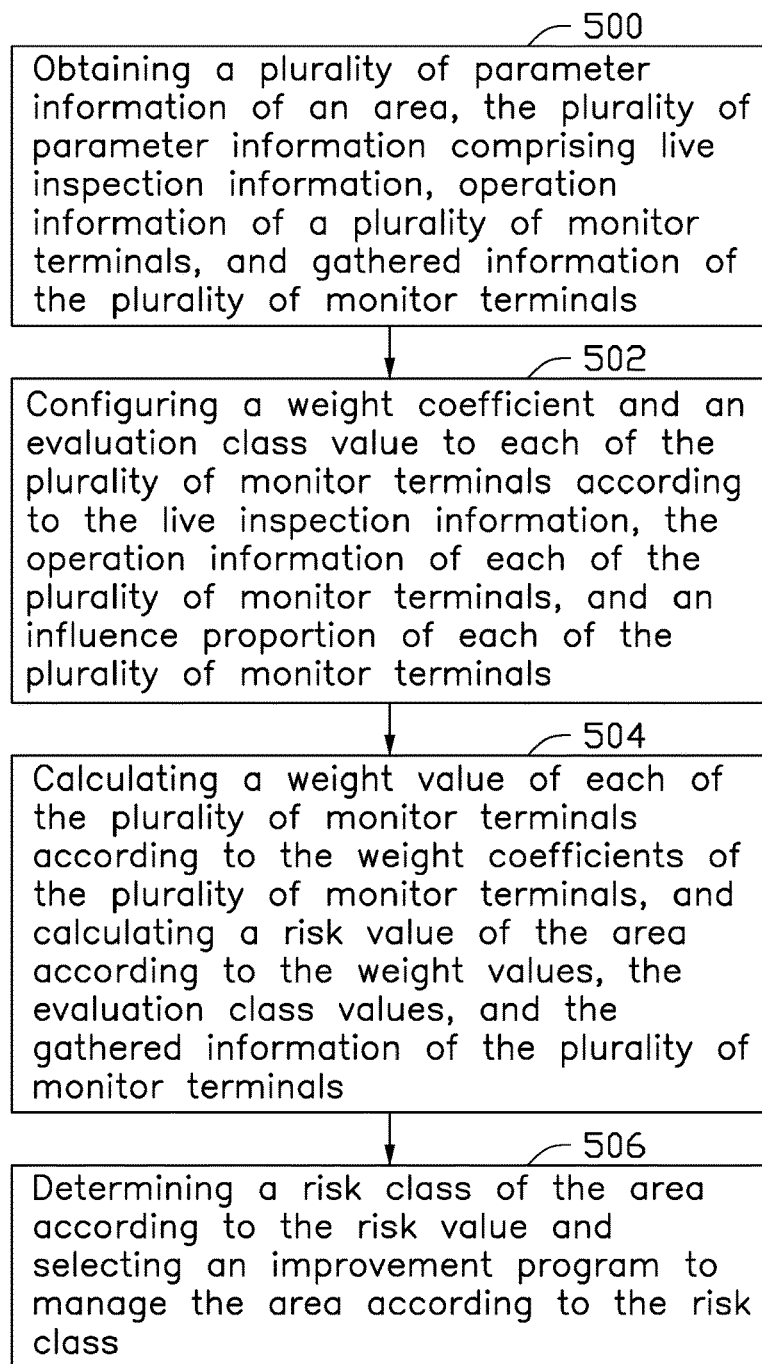 500
Obtaining a plurality of parameter
information of an area, the plurality of
parameter information comprising live
inspection information, operation
information of a plurality of monitor
terminals, and gathered information of
the plurality of monitor terminals
502
Configuring a weight coefficient and an
evaluation class value to each of the
plurality of monitor terminals according
to the live inspection information, the
operation information of each of the
plurality of monitor terminals, and an
influence proportion of each of the
plurality of monitor terminals
504
Calculating a weight value of each of
the plurality of monitor terminals
according to the weight coefficients of
the plurality of monitor terminals, and
calculating a risk value of the area
according to the weight values, the
evaluation class values, and the
gathered information of the plurality of
monitor terminals
506
Determining a risk class of the area
according to the risk value and
selecting an improvement program to
manage the area according to the risk
class